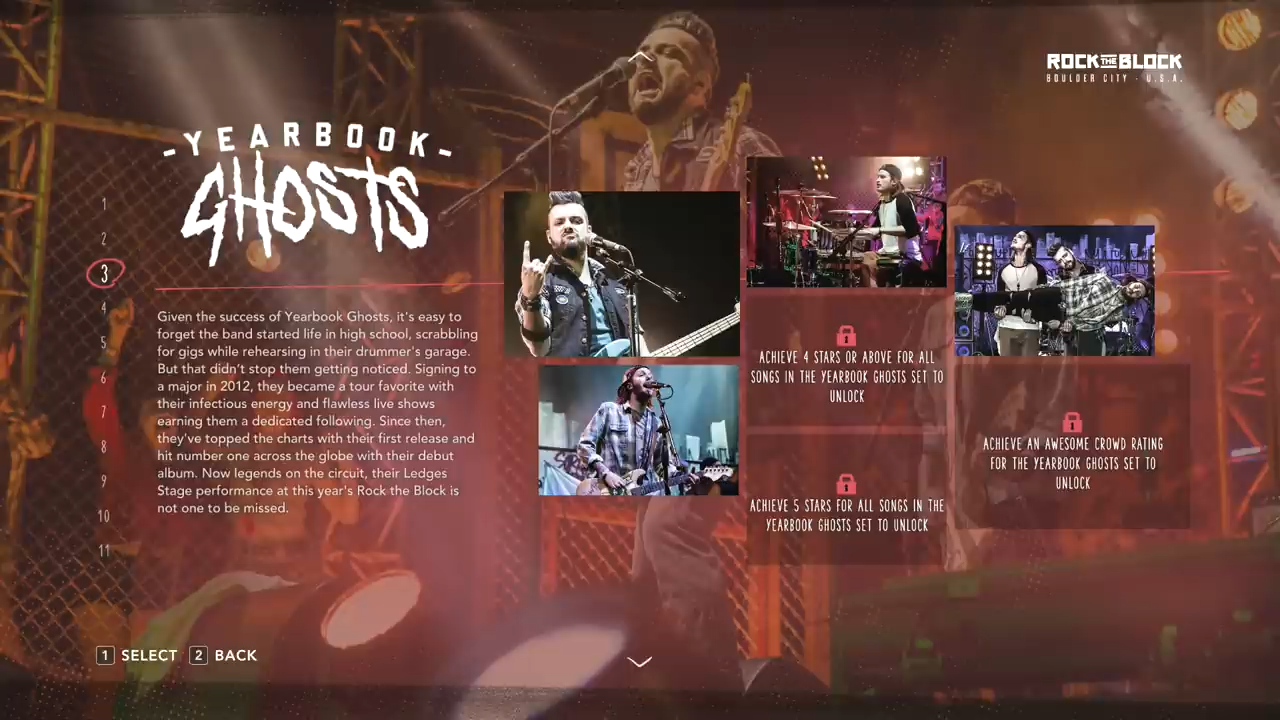 ROCK THE BLOCK
BOULDER CITY · U.S.A.
-YEARBOOK-
GHOSTS
1
2
3
4
5
6
7
8
9
10
11
Given the success of Yearbook Ghosts, it's easy to
forget the band started life in high school, scrabbling
for gigs while rehearsing in their drummer's garage.
But that didn't stop them getting noticed. Signing to
a major in 2012, they became a tour favorite with
their infectious energy and flawless live shows
earning them a dedicated following. Since then,
they've topped the charts with their first release and
hit number one across the globe with their debut
album. Now legends on the circuit, their Ledges
Stage performance at this year's Rock the Block is
not one to be missed.
ACHIEVE 4 STARS OR ABOVE FOR ALL
SONGS IN THE YEARBOOK GHOSTS SET TO
UNLOCK
ACHIEVE 5 STARS FOR ALL SONGS IN THE
YEARBOOK GHOSTS SET TO UNLOCK
ACHIEVE AN AWESOME CROWD RATING
FOR THE YEARBOOK GHOSTS SET TO
UNLOCK
1 SELECT 2 BACK